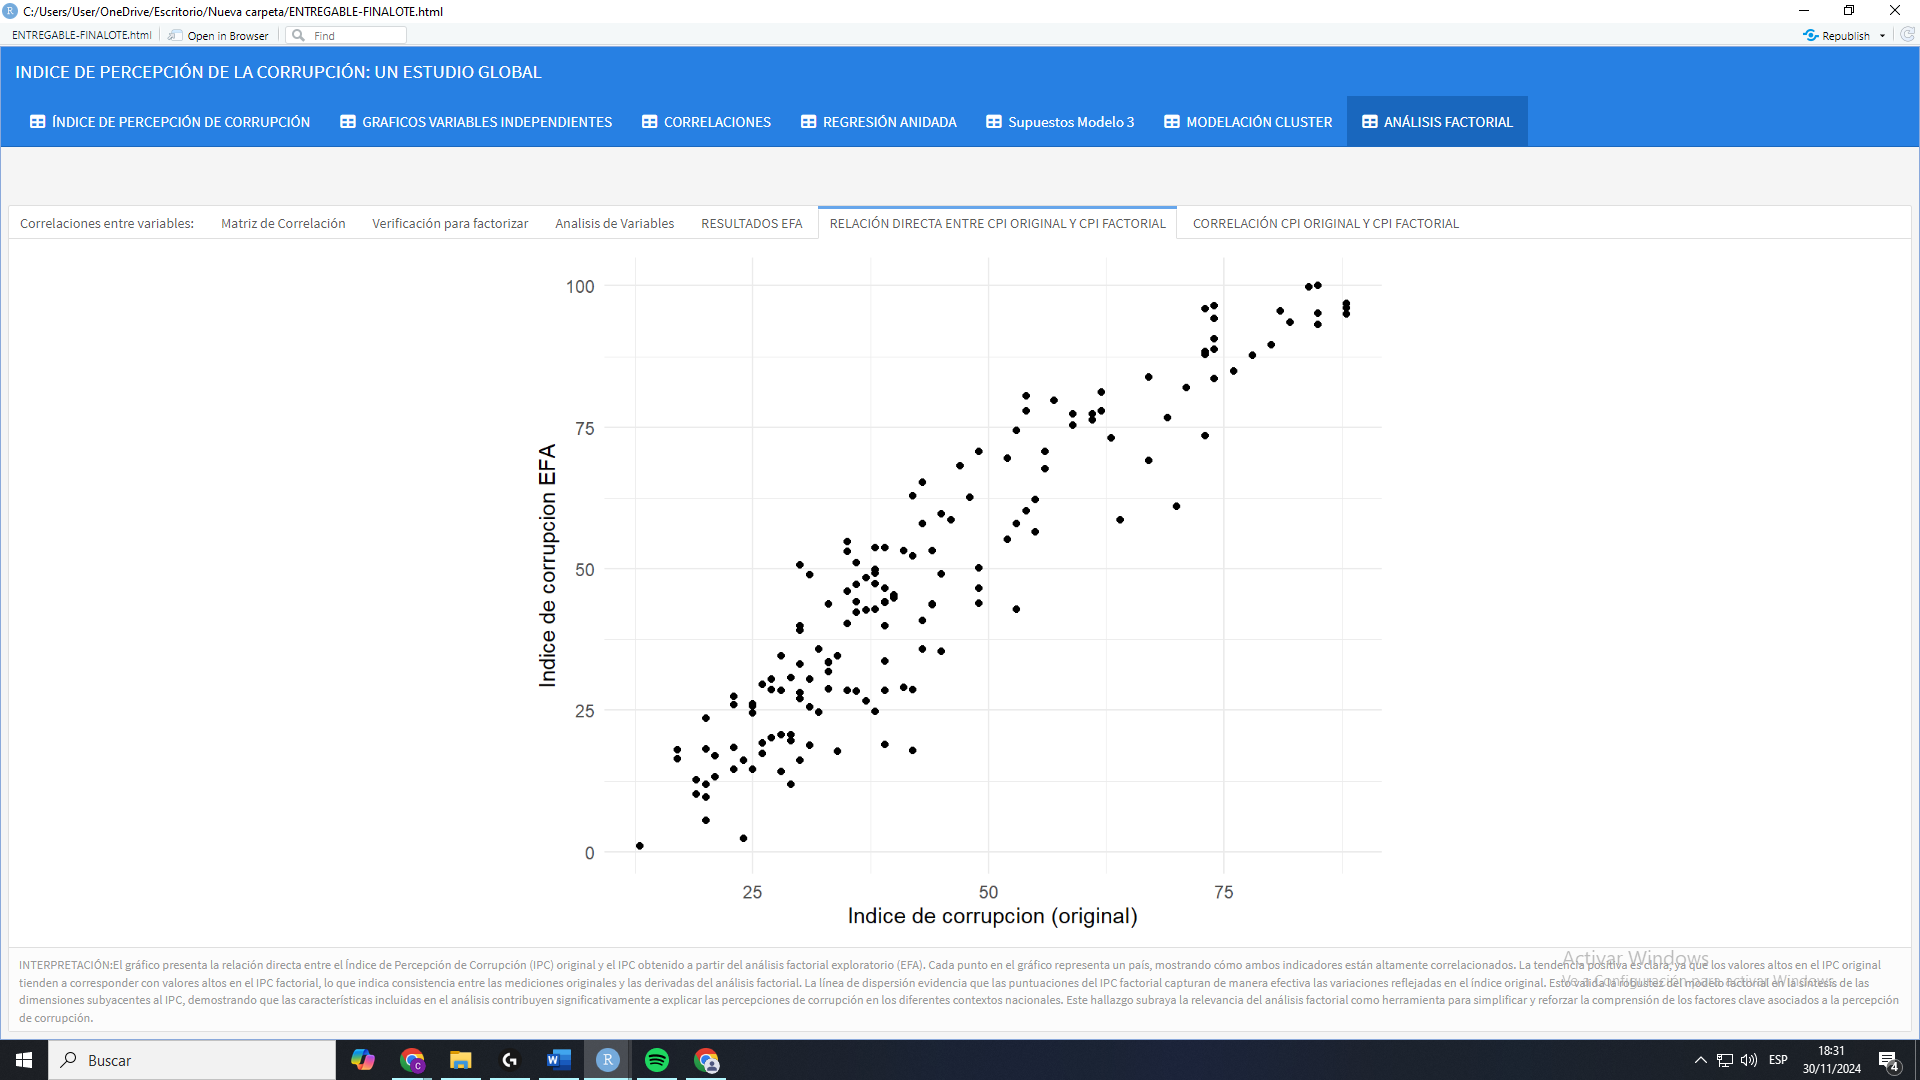 C:/Users/User/OneDrive/Escritorio/Nueva carpeta/ENTREGABLE-FINALOTE.html
ENTREGABLE-FINALOTE.html
Open in Browser
Find
Republish
INDICE DE PERCEPCIÓN DE LA CORRUPCIÓN: UN ESTUDIO GLOBAL
ÍNDICE DE PERCEPCIÓN DE CORRUPCIÓN
GRAFICOS VARIABLES INDEPENDIENTES
CORRELACIONES
REGRESIÓN ANIDADA
Supuestos Modelo 3
MODELACIÓN CLUSTER
ANÁLISIS FACTORIAL
Correlaciones entre variables:
Matriz de Correlación
Verificación para factorizar
Analisis de Variables
RESULTADOS EFA
RELACIÓN DIRECTA ENTRE CPI ORIGINAL Y CPI FACTORIAL
CORRELACIÓN CPI ORIGINAL Y CPI FACTORIAL
100
75
50
25
0
Indice de corrupcion EFA
25
50
75
Indice de corrupcion (original)
INTERPRETACIÓN:El gráfico presenta la relación directa entre el Índice de Percepción de Corrupción (IPC) original y el IPC obtenido a partir del análisis factorial exploratorio (EFA). Cada punto en el gráfico representa un país, mostrando cómo ambos indicadores están altamente correlacionados. La tendencia positiva es clara, ya que los valores altos en el IPC original
tienden a corresponder con valores altos en el IPC factorial, lo que indica consistencia entre las mediciones originales y las derivadas del análisis factorial. La línea de dispersión evidencia que las puntuaciones del IPC factorial capturan de manera efectiva las variaciones reflejadas en el índice original. Esto valida la robustez del modelo factorial en la síntesis de las
dimensiones subyacentes al IPC, demostrando que las características incluidas en el análisis contribuyen significativamente a explicar las percepciones de corrupción en los diferentes contextos nacionales. Este hallazgo subraya la relevancia del análisis factorial como herramienta para simplificar y reforzar la comprensión de los factores clave asociados a la percepción
de corrupción.
Activar Windows
Ve a Configuración para activar Windows.
Buscar
ESP
18:31
30/11/2024
4